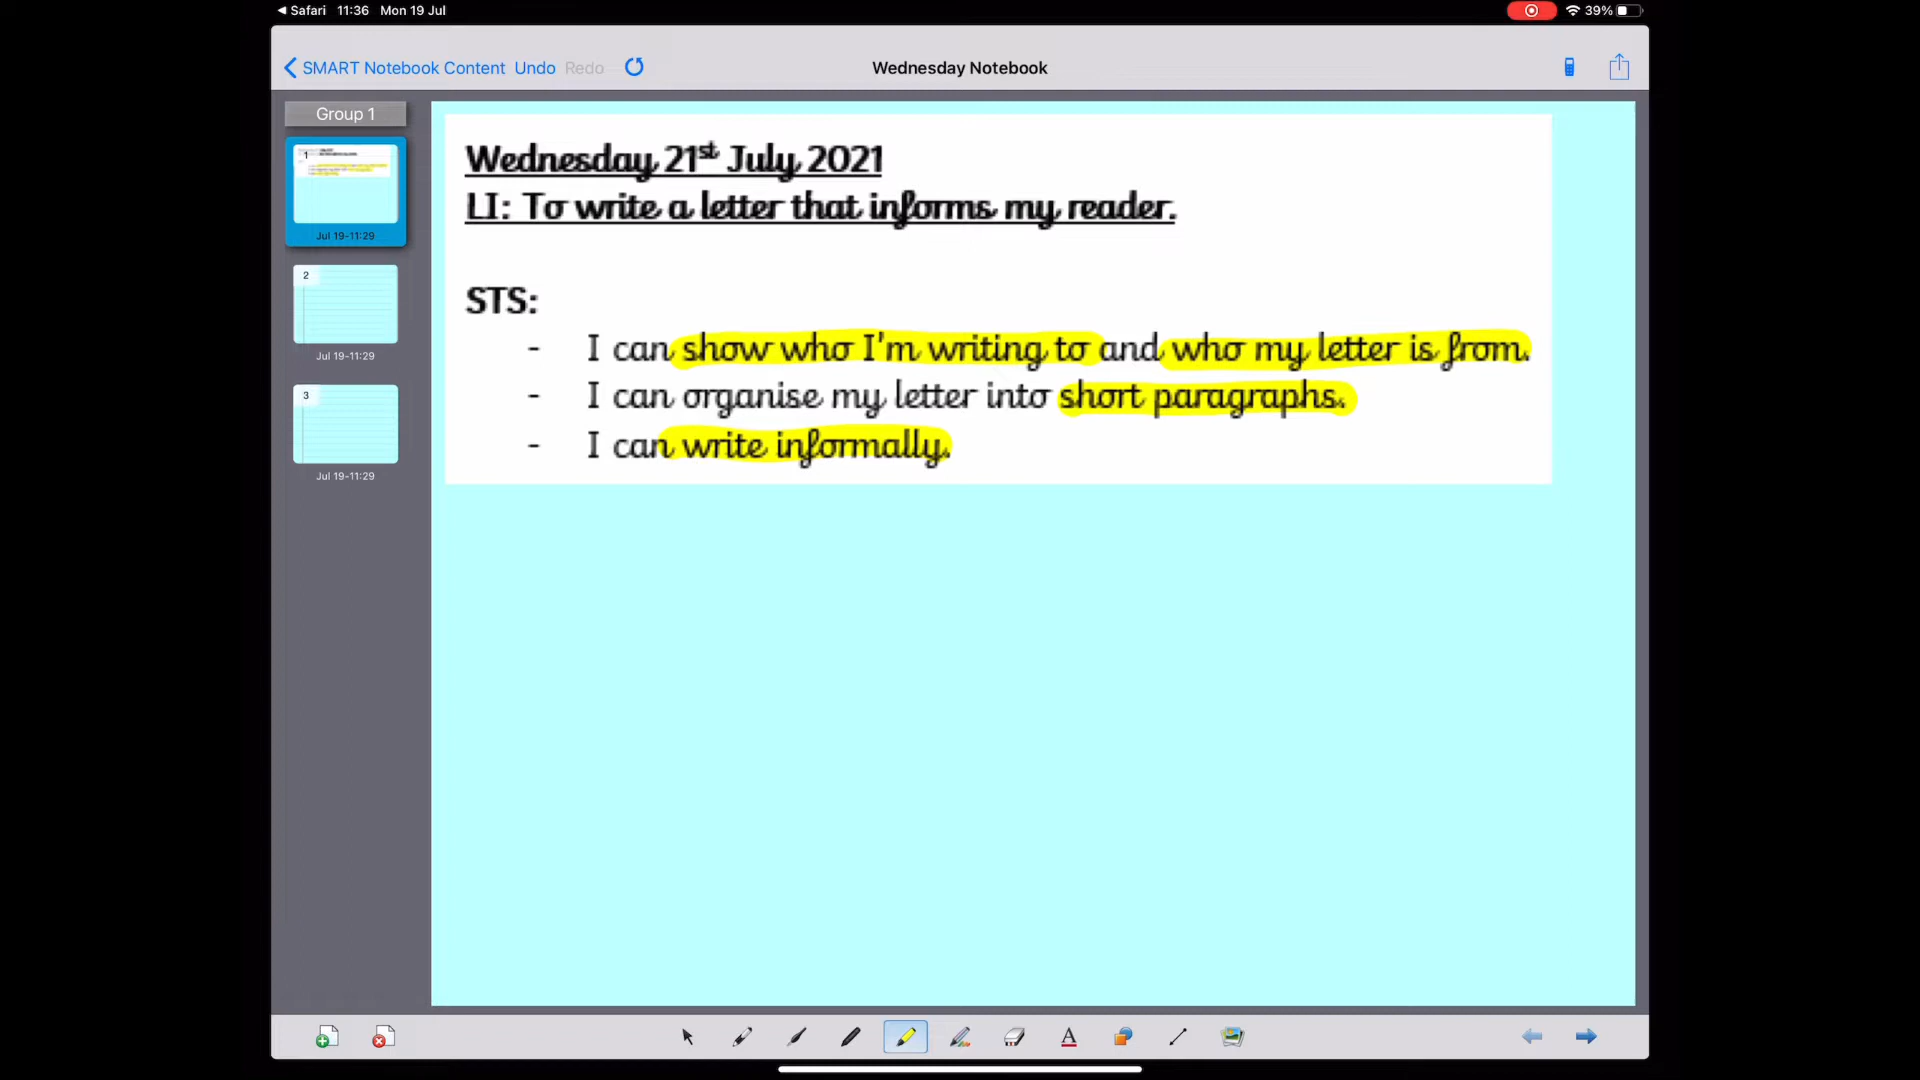 Safari 11:36 Mon 19 Jul 39%
SMART Notebook Content Undo Redo Wednesday Notebook
Group 1
1
Jul 19-11:29
2
Jul 19-11:29
3
Jul 19-11:29
Wednesday 21st July 2021
LI: To write a letter that informs my reader.
STS:
- I can show who I'm writing to and who my letter is from.
- I can organise my letter into short paragraphs.
- I can write informally.
A